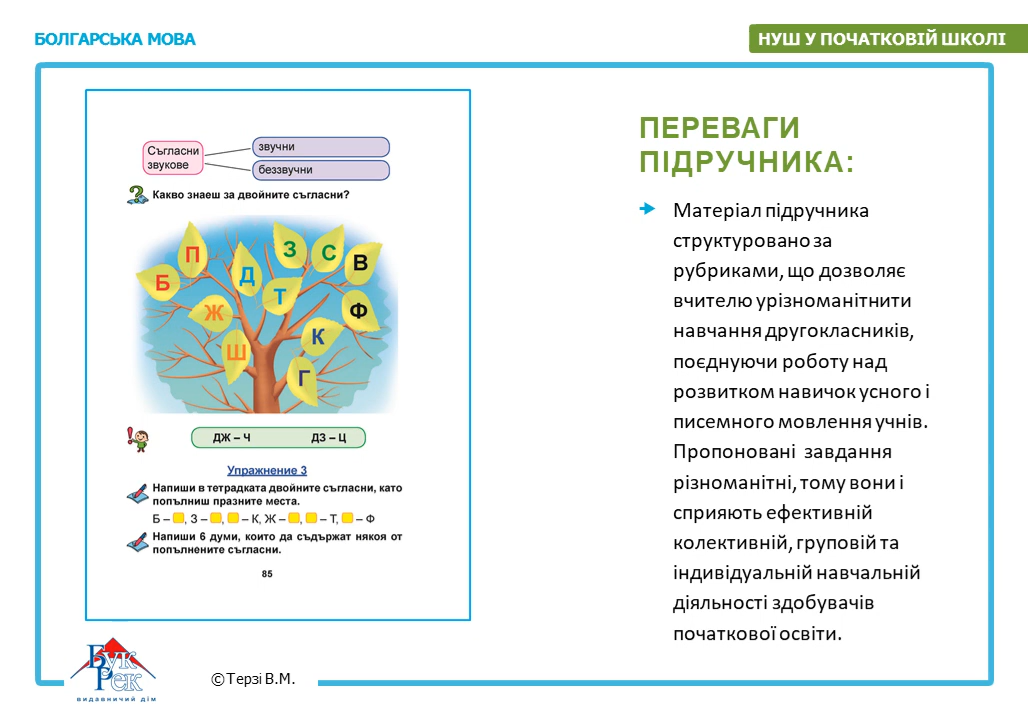 БОЛГАРСЬКА МОВА
НУШ У ПОЧАТКОВІЙ ШКОЛІ
Съгласни
звукове
звучни
беззвучни
Какво знаеш за двойните съгласни?
П
Б
Д
З
С
В
Т
Ж
Ф
К
Ш
Г
ДЖ – Ч ДЗ – Ц
Упражнение 3
Напиши в тетрадката двойните съгласни, като
попълниш празните места.
Б – , З – , – К, Ж – , – Т, – Ф
Напиши 6 думи, които да съдържат някоя от
попълнените съгласни.
85
ПЕРЕВАГИ
ПІДРУЧНИКА:
Матеріал підручника
структуровано за
рубриками, що дозволяє
вчителю урізноманітнити
навчання другокласників,
поєднуючи роботу над
розвитком навичок усного і
писемного мовлення учнів.
Пропоновані завдання
різноманітні, тому вони і
сприяють ефективній
колективній, груповій та
індивідуальній навчальній
діяльності здобувачів
початкової освіти.
Бук
Рек
видавничий дім
©Терзі В.М.